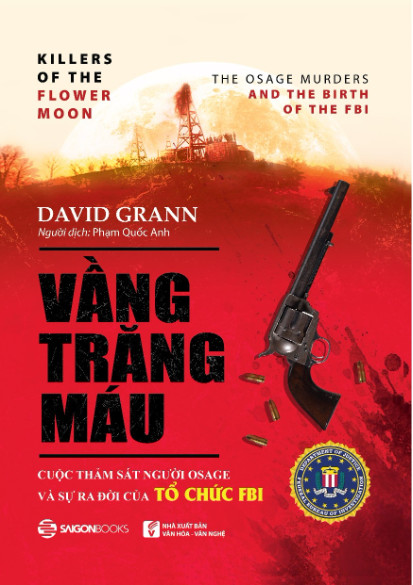 KILLERS
OF THE
FLOWER
MOON
THE OSAGE MURDERS
AND THE BIRTH
OF THE FBI
DAVID GRANN
Người dịch: Phạm Quốc Anh
VẦNG
TRĂNG
MÁU
CUỘC THẢM SÁT NGƯỜI OSAGE
VÀ SỰ RA ĐỜI CỦA TỔ CHỨC FBI
SAIGONBOOKS
NHÀ XUẤT BẢN
VĂN HÓA - VĂN NGHỆ
DEPARTMENT OF JUSTICE
FEDERAL BUREAU OF INVESTIGATION